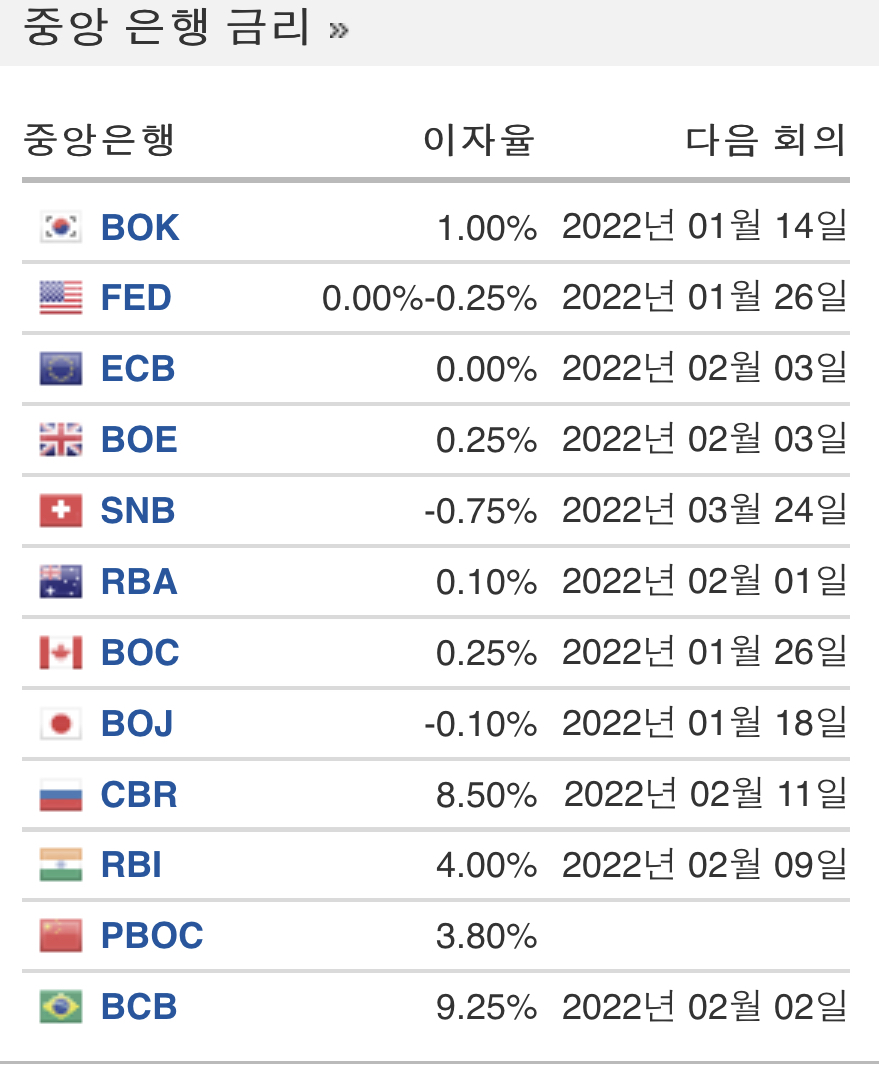 중앙 은행 금리 »
중앙은행 이자율 다음 회의
BOK 1.00% 2022년 01월 14일
FED 0.00%-0.25% 2022년 01월 26일
ECB 0.00% 2022년 02월 03일
BOE 0.25% 2022년 02월 03일
SNB -0.75% 2022년 03월 24일
RBA 0.10% 2022년 02월 01일
BOC 0.25% 2022년 01월 26일
BOJ -0.10% 2022년 01월 18일
CBR 8.50% 2022년 02월 11일
RBI 4.00% 2022년 02월 09일
PBOC 3.80%
BCB 9.25% 2022년 02월 02일